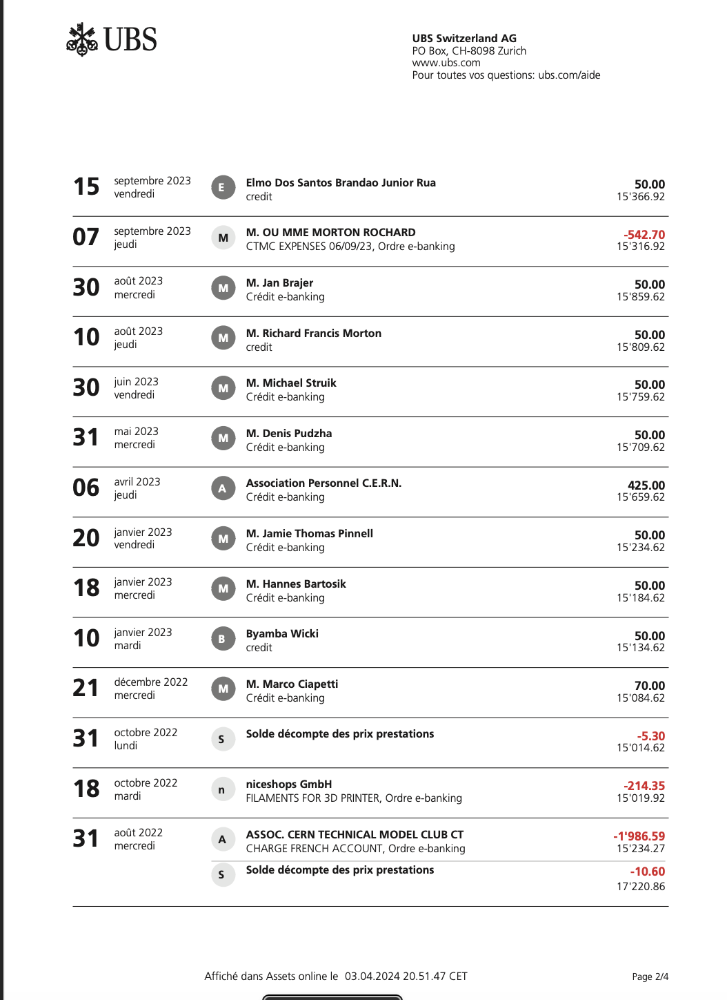 UBS
UBS Switzerland AG
PO Box, CH-8098 Zurich
www.ubs.com
Pour toutes vos questions: ubs.com/aide
15 septembre 2023 E Elmo Dos Santos Brandao Junior Rua 50.00
vendredi credit 15'366.92
07 septembre 2023 M M. OU MME MORTON ROCHARD -542.70
jeudi CTMC EXPENSES 06/09/23, Ordre e-banking 15'316.92
30 août 2023 M M. Jan Brajer 50.00
mercredi Crédit e-banking 15'859.62
10 août 2023 M M. Richard Francis Morton 50.00
jeudi credit 15'809.62
30 juin 2023 M M. Michael Struik 50.00
vendredi Crédit e-banking 15'759.62
31 mai 2023 M M. Denis Pudzha 50.00
mercredi Crédit e-banking 15'709.62
06 avril 2023 A Association Personnel C.E.R.N. 425.00
jeudi Crédit e-banking 15'659.62
20 janvier 2023 M M. Jamie Thomas Pinnell 50.00
vendredi Crédit e-banking 15'234.62
18 janvier 2023 M M. Hannes Bartosik 50.00
mercredi Crédit e-banking 15'184.62
10 janvier 2023 B Byamba Wicki 50.00
mardi credit 15'134.62
21 décembre 2022 M M. Marco Ciapetti 70.00
mercredi Crédit e-banking 15'084.62
31 octobre 2022 S Solde décompte des prix prestations -5.30
lundi 15'014.62
18 octobre 2022 n niceshops GmbH -214.35
mardi FILAMENTS FOR 3D PRINTER, Ordre e-banking 15'019.92
31 août 2022 A ASSOC. CERN TECHNICAL MODEL CLUB CT -1'986.59
mercredi CHARGE FRENCH ACCOUNT, Ordre e-banking 15'234.27
S Solde décompte des prix prestations -10.60
17'220.86
Affiché dans Assets online le 03.04.2024 20.51.47 CET Page 2/4